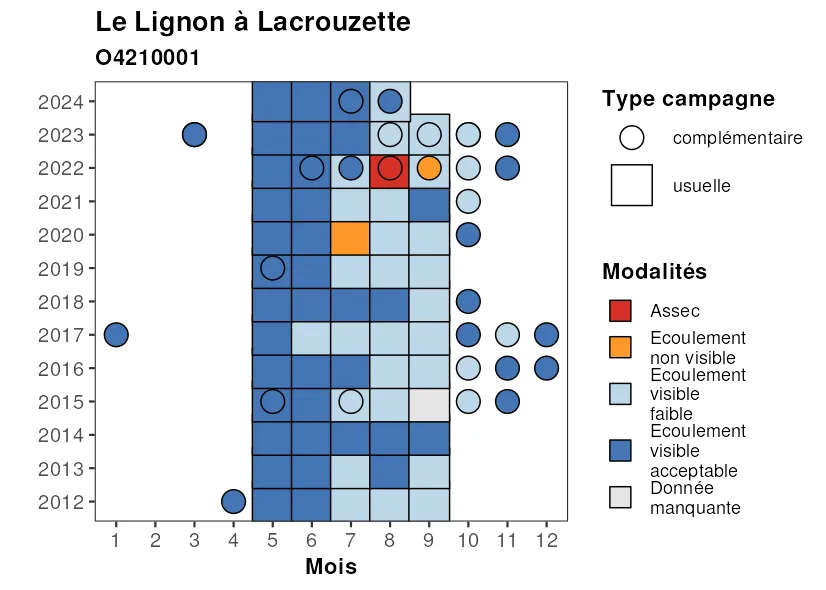 Le Lignon à Lacrouzette
O4210001
2024
2023
2022
2021
2020
2019
2018
2017
2016
2015
2014
2013
2012
1 2 3 4 5 6 7 8 9 10 11 12
Mois
Type campagne
complémentaire
usuelle
Modalités
Assec
Ecoulement
non visible
Ecoulement
visible
faible
Ecoulement
visible
acceptable
Donnée
manquante